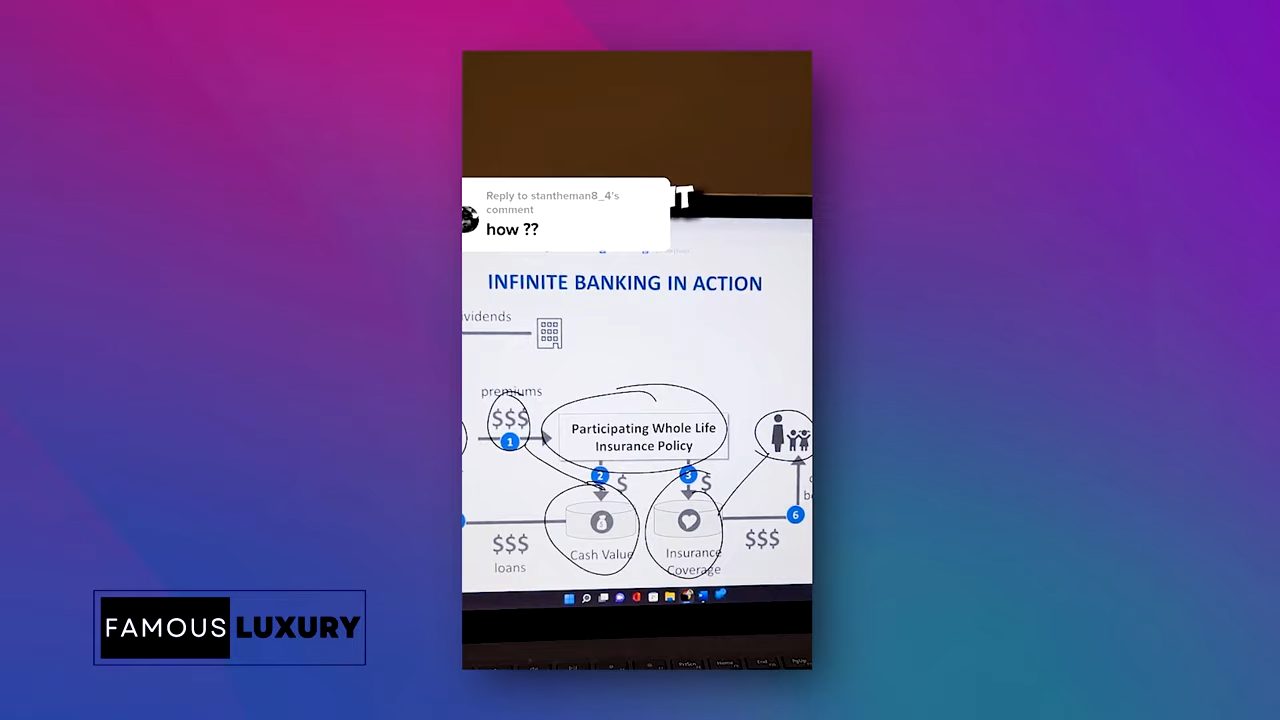 T
Reply to stantheman8_4's
comment
how ??
INFINITE BANKING IN ACTION
vidends
premiums
$$$
1
Participating Whole Life
Insurance Policy
2
$
3
$
$$$
loans
Cash Value
Insurance
Coverage
$$$
6
b
FAMOUS LUXURY